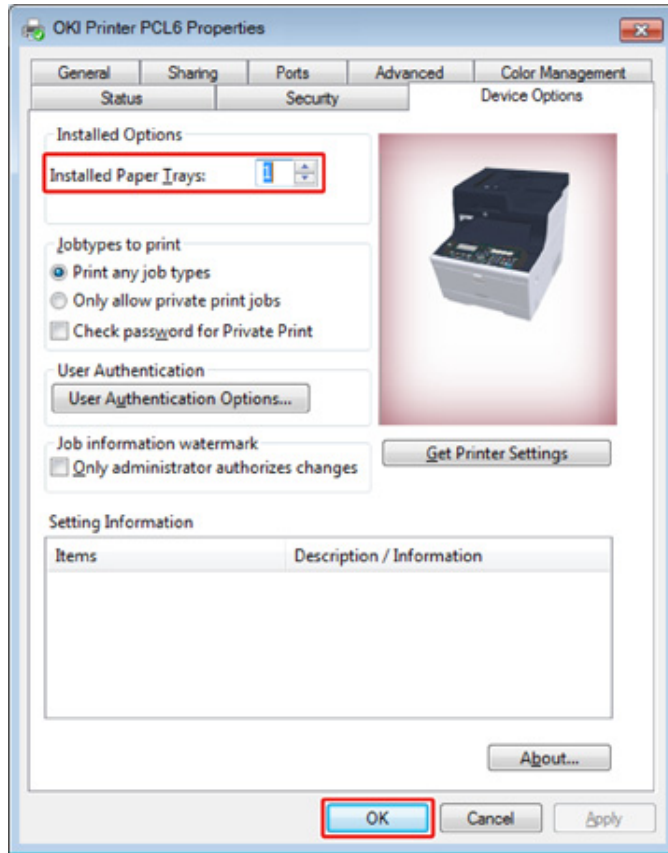 OKI Printer PCL6 Properties
General Sharing Ports Advanced Color Management
Status Security Device Options
Installed Options
Installed Paper Trays: 1
Jobtypes to print
Print any job types
Only allow private print jobs
Check password for Private Print
User Authentication
User Authentication Options...
Job information watermark
Only administrator authorizes changes
Get Printer Settings
Setting Information
Items Description / Information
About...
OK Cancel Apply